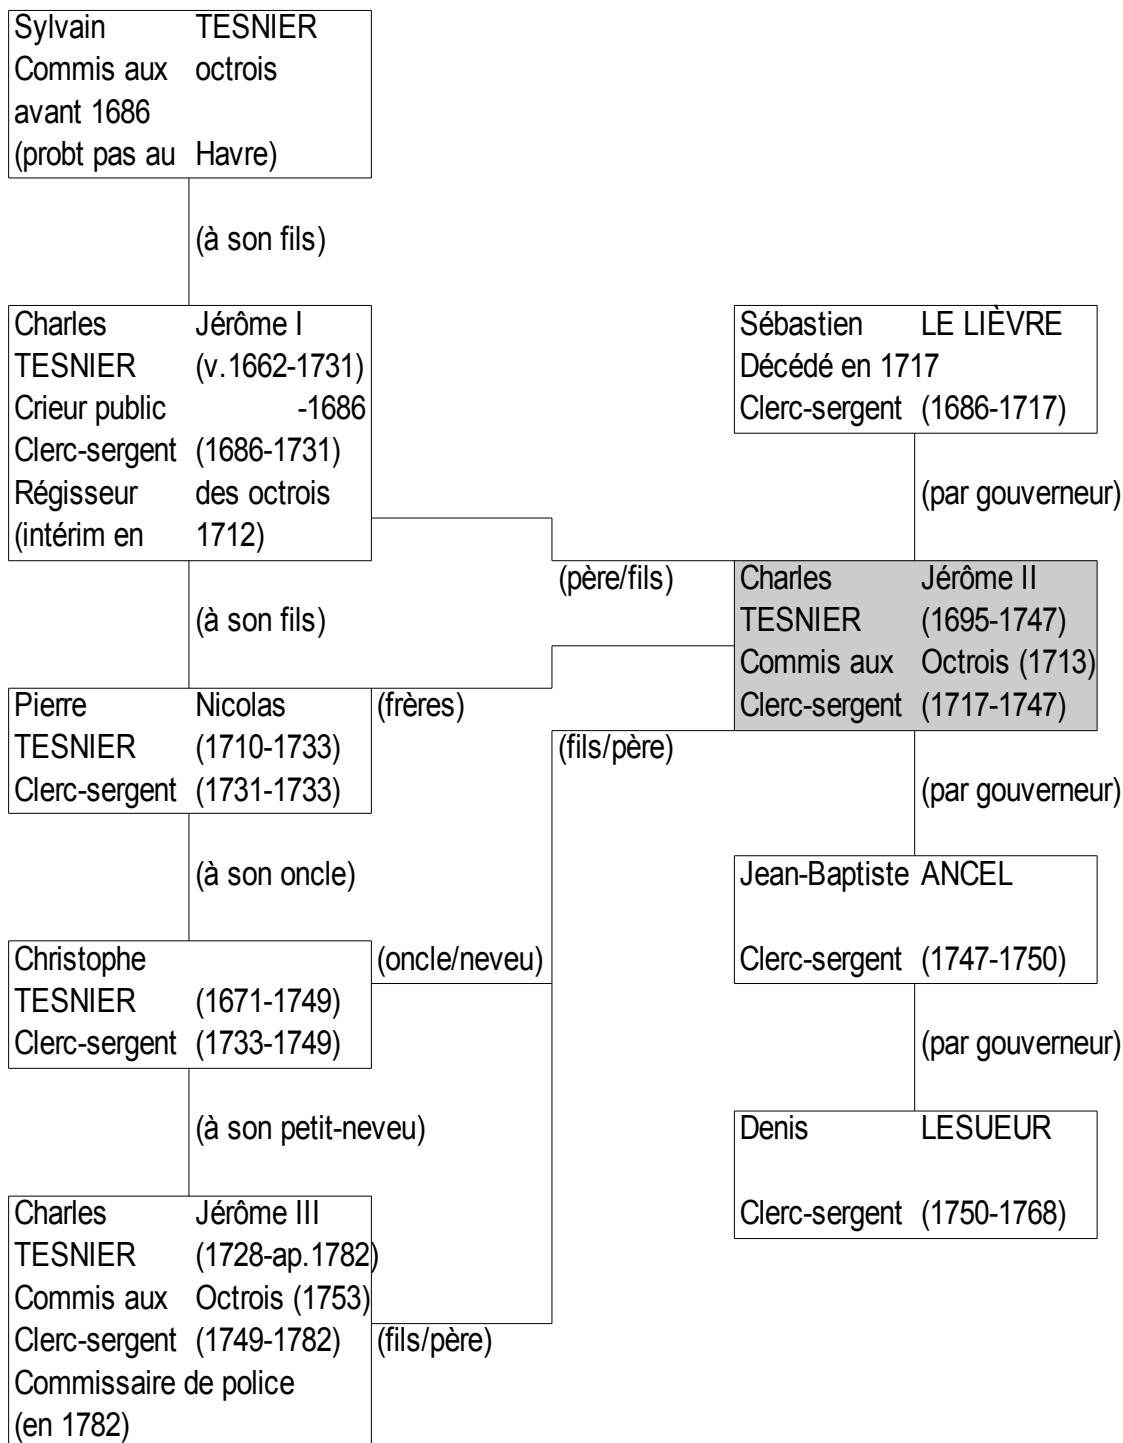 Sylvain TESNIER
Commis aux octrois
avant 1686
(probt pas au Havre)
(à son fils)
Charles Jérôme I
TESNIER (v.1662-1731)
Crieur public -1686
Clerc-sergent (1686-1731)
Régisseur des octrois
(intérim en 1712)
(à son fils)
Pierre Nicolas
TESNIER (1710-1733)
Clerc-sergent (1731-1733)
(à son oncle)
Christophe
TESNIER (1671-1749)
Clerc-sergent (1733-1749)
(à son petit-neveu)
Charles Jérôme III
TESNIER (1728-ap.1782)
Commis aux Octrois (1753)
Clerc-sergent (1749-1782)
Commissaire de police
(en 1782)
(père/fils)
(frères)
(fils/père)
(oncle/neveu)
(fils/père)
Sébastien LE LIÈVRE
Décédé en 1717
Clerc-sergent (1686-1717)
(par gouverneur)
Charles Jérôme II
TESNIER (1695-1747)
Commis aux Octrois (1713)
Clerc-sergent (1717-1747)
(par gouverneur)
Jean-Baptiste ANCEL
Clerc-sergent (1747-1750)
(par gouverneur)
Denis LESUEUR
Clerc-sergent (1750-1768)